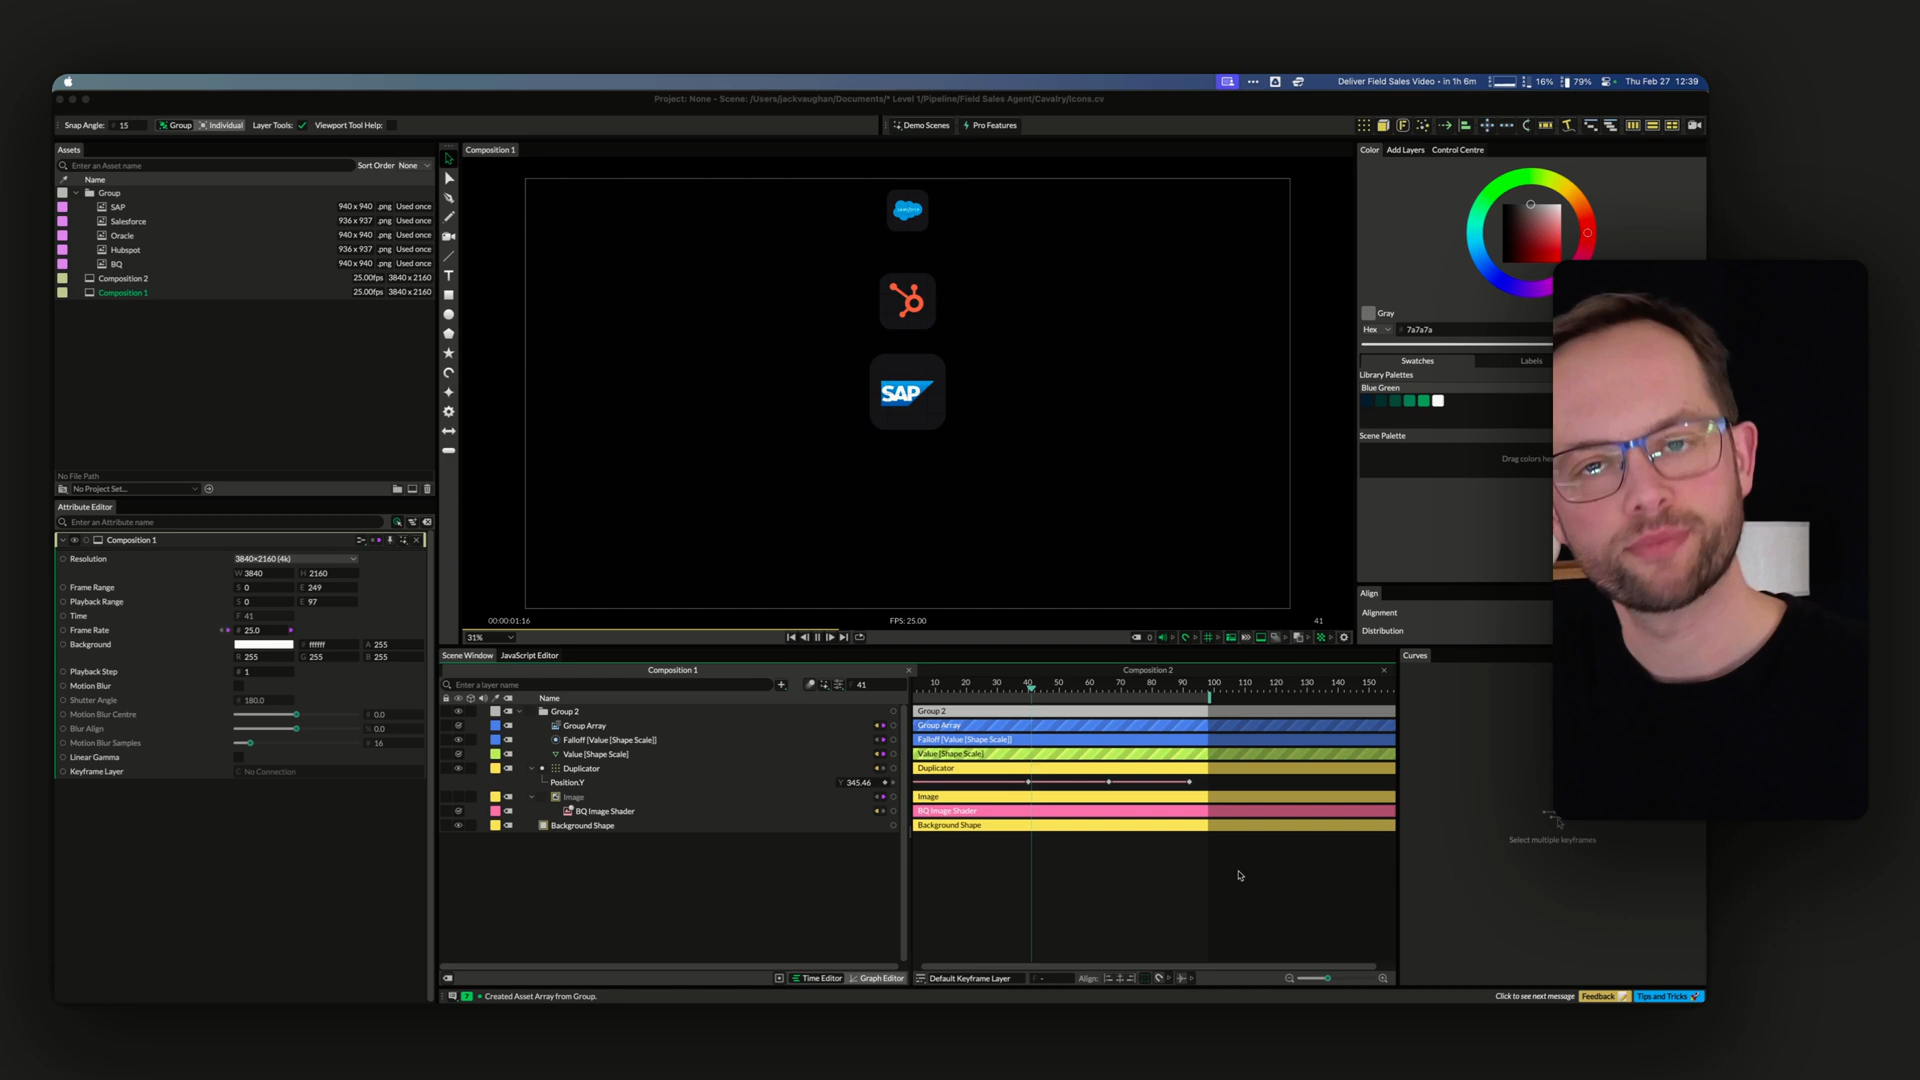 Deliver Field Sales Video • in 1h 6m
16%
79%
Thu Feb 27 12:39
Project: None - Scene: /Users/jackvaughan/Documents/* Level 1/Pipeline/Field Sales Agent/Cavalry/Icons.cv
Snap Angle: 15
Group
Individual
Layer Tools:
Viewport Tool Help:
Demo Scenes
Pro Features
Assets
Enter an Asset name
Sort Order None
Name
Group
SAP 940 x 940 .png Used once
Salesforce 936 x 937 .png Used once
Oracle 940 x 940 .png Used once
Hubspot 936 x 937 .png Used once
BQ 940 x 940 .png Used once
Composition 2 25.00fps 3840 x 2160
Composition 1 25.00fps 3840 x 2160
No File Path
No Project Set...
Attribute Editor
Enter an Attribute name
Composition 1
Resolution 3840×2160 (4k)
W 3840 H 2160
Frame Range S 0 E 249
Playback Range S 0 E 97
Time F 41
Frame Rate # 25.0
Background # ffffff A 255
R 255 G 255 B 255
Playback Step # 1
Motion Blur
Shutter Angle # 180.0
Motion Blur Centre # 0.0
Blur Align % 0.0
Motion Blur Samples # 16
Linear Gamma
Keyframe Layer C No Connection
Composition 1
salesforce
SAP
00:00:01:16
FPS: 25.00
41
31%
0
Color
Add Layers
Control Centre
Gray
Hex # 7a7a7a
Swatches
Labels
Library Palettes
Blue Green
Scene Palette
Drag colors he
Align
Alignment
Distribution
Scene Window
JavaScript Editor
Composition 1
Composition 2
Enter a layer name
F 41
10 20 30 40 50 60 70 80 90 100 110 120 130 140 150
Name
Group 2
Group Array
Falloff [Value [Shape Scale]]
Value [Shape Scale]
Duplicator
Position.Y Y 345.46
Image
BQ Image Shader
Background Shape
Group 2
Group Array
Falloff [Value [Shape Scale]]
Value [Shape Scale]
Duplicator
Image
BQ Image Shader
Background Shape
Curves
Select multiple keyframes
Time Editor
Graph Editor
Default Keyframe Layer
F -
Align:
7
Created Asset Array from Group.
Click to see next message
Feedback
Tips and Tricks